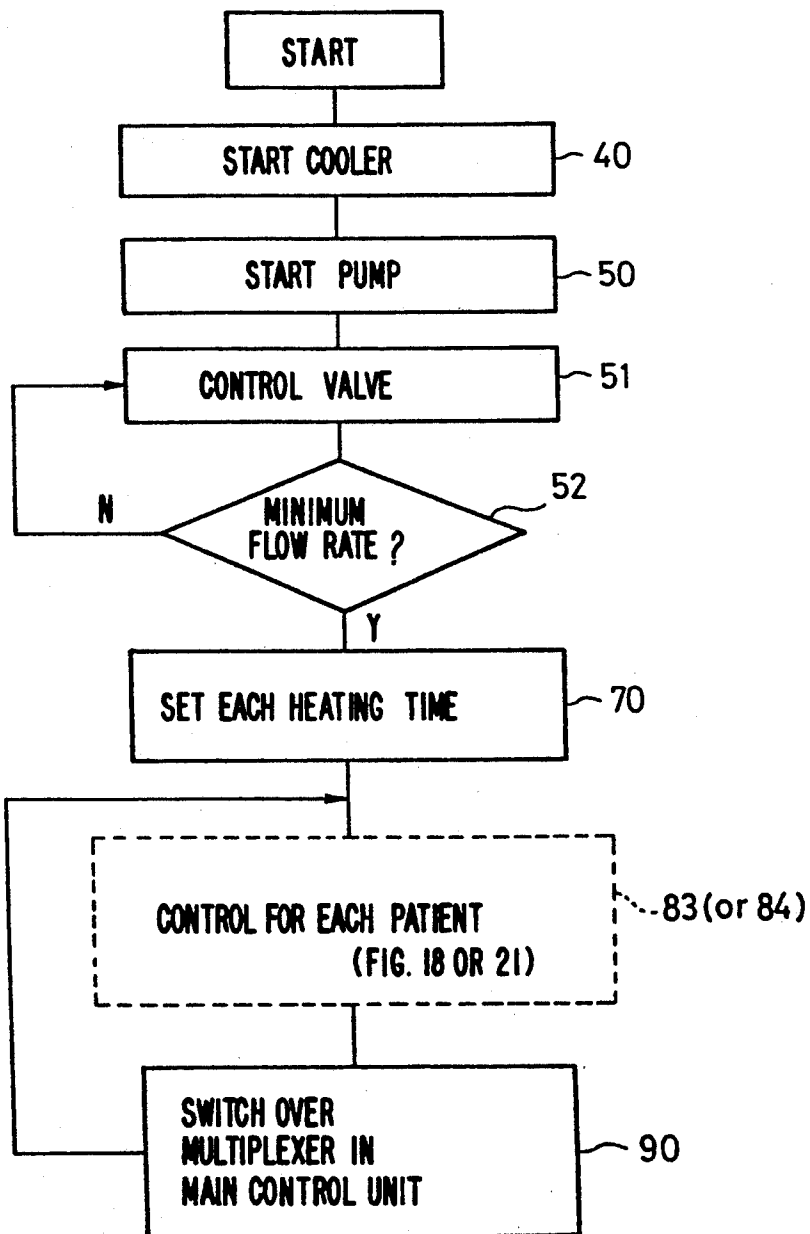 START
START COOLER
40
START PUMP
50
CONTROL VALVE
51
52
N
MINIMUM
FLOW RATE ?
Y
SET EACH HEATING TIME
70
CONTROL FOR EACH PATIENT
(FIG. 18 OR 21)
83 (or 84)
SWITCH OVER
MULTIPLEXER IN
MAIN CONTROL UNIT
90